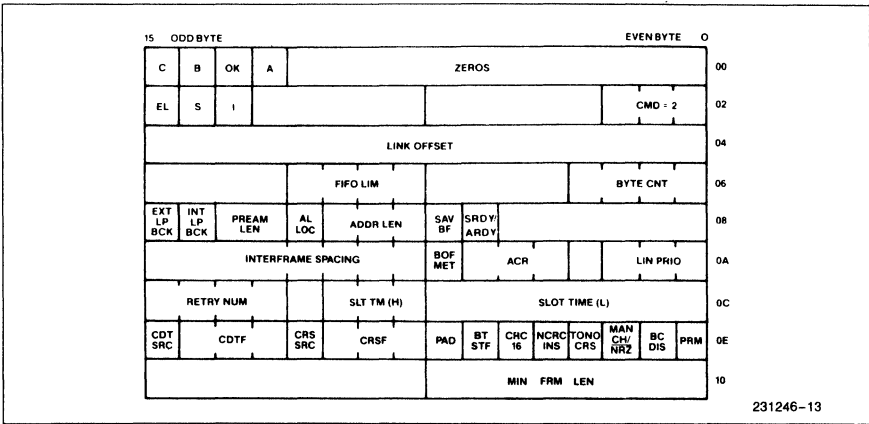 15 ODD BYTE EVEN BYTE O
C B OK A ZEROS 00
EL S I CMD = 2 02
LINK OFFSET 04
FIFO LIM BYTE CNT 06
EXT LP BCK INT LP BCK PREAM LEN AL LOC ADDR LEN SAV BF SRDY/ ARDY 08
INTERFRAME SPACING BOF MET ACR LIN PRIO 0A
RETRY NUM SLT TM (H) SLOT TIME (L) 0C
CDT SRC CDTF CRS SRC CRSF PAD BT STF CRC 16 NCRC INS TONO CRS MAN CH/ NRZ BC DIS PRM 0E
MIN FRM LEN 10
231246-13